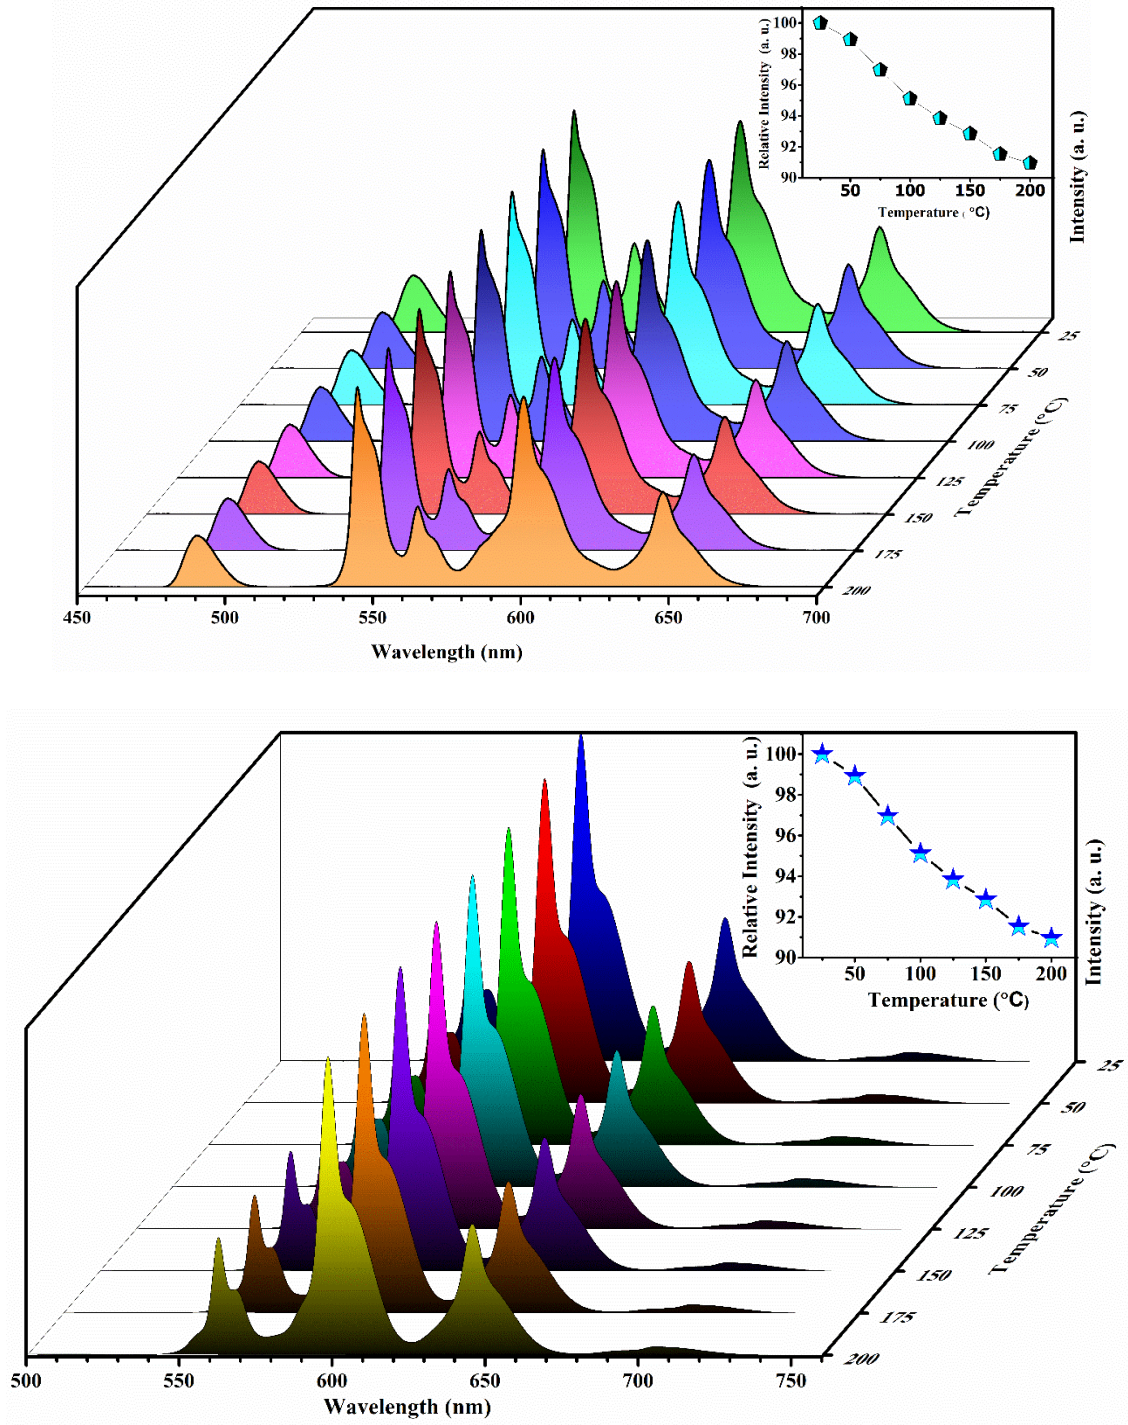 100
98
96
94
92
90
Relative Intensity (a. u.)
50 100 150 200
Temperature (°C)
Intensity (a. u.)
25
50
75
100
125
150
175
200
Temperature (°C)
450 500 550 600 650 700
Wavelength (nm)
100
98
96
94
92
90
Relative Intensity (a. u.)
50 100 150 200
Temperature (°C)
Intensity (a. u.)
25
50
75
100
125
150
175
200
Temperature (°C)
500 550 600 650 700 750
Wavelength (nm)